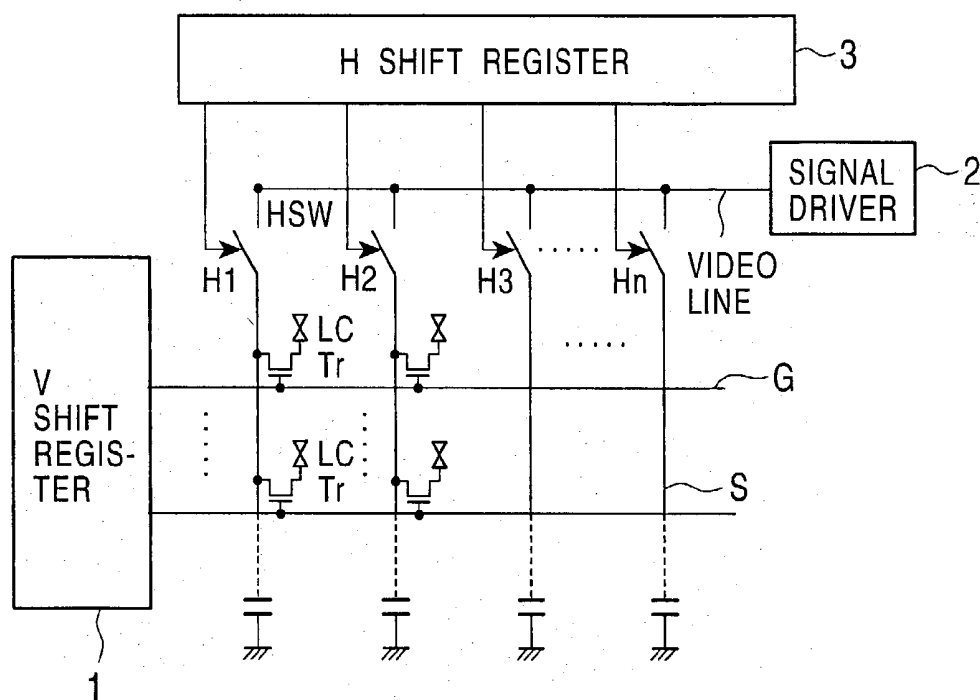 H SHIFT REGISTER
3
SIGNAL
DRIVER
2
HSW
H1
H2
H3
Hn
VIDEO
LINE
LC
Tr
G
V
SHIFT
REGIS-
TER
LC
Tr
S
1